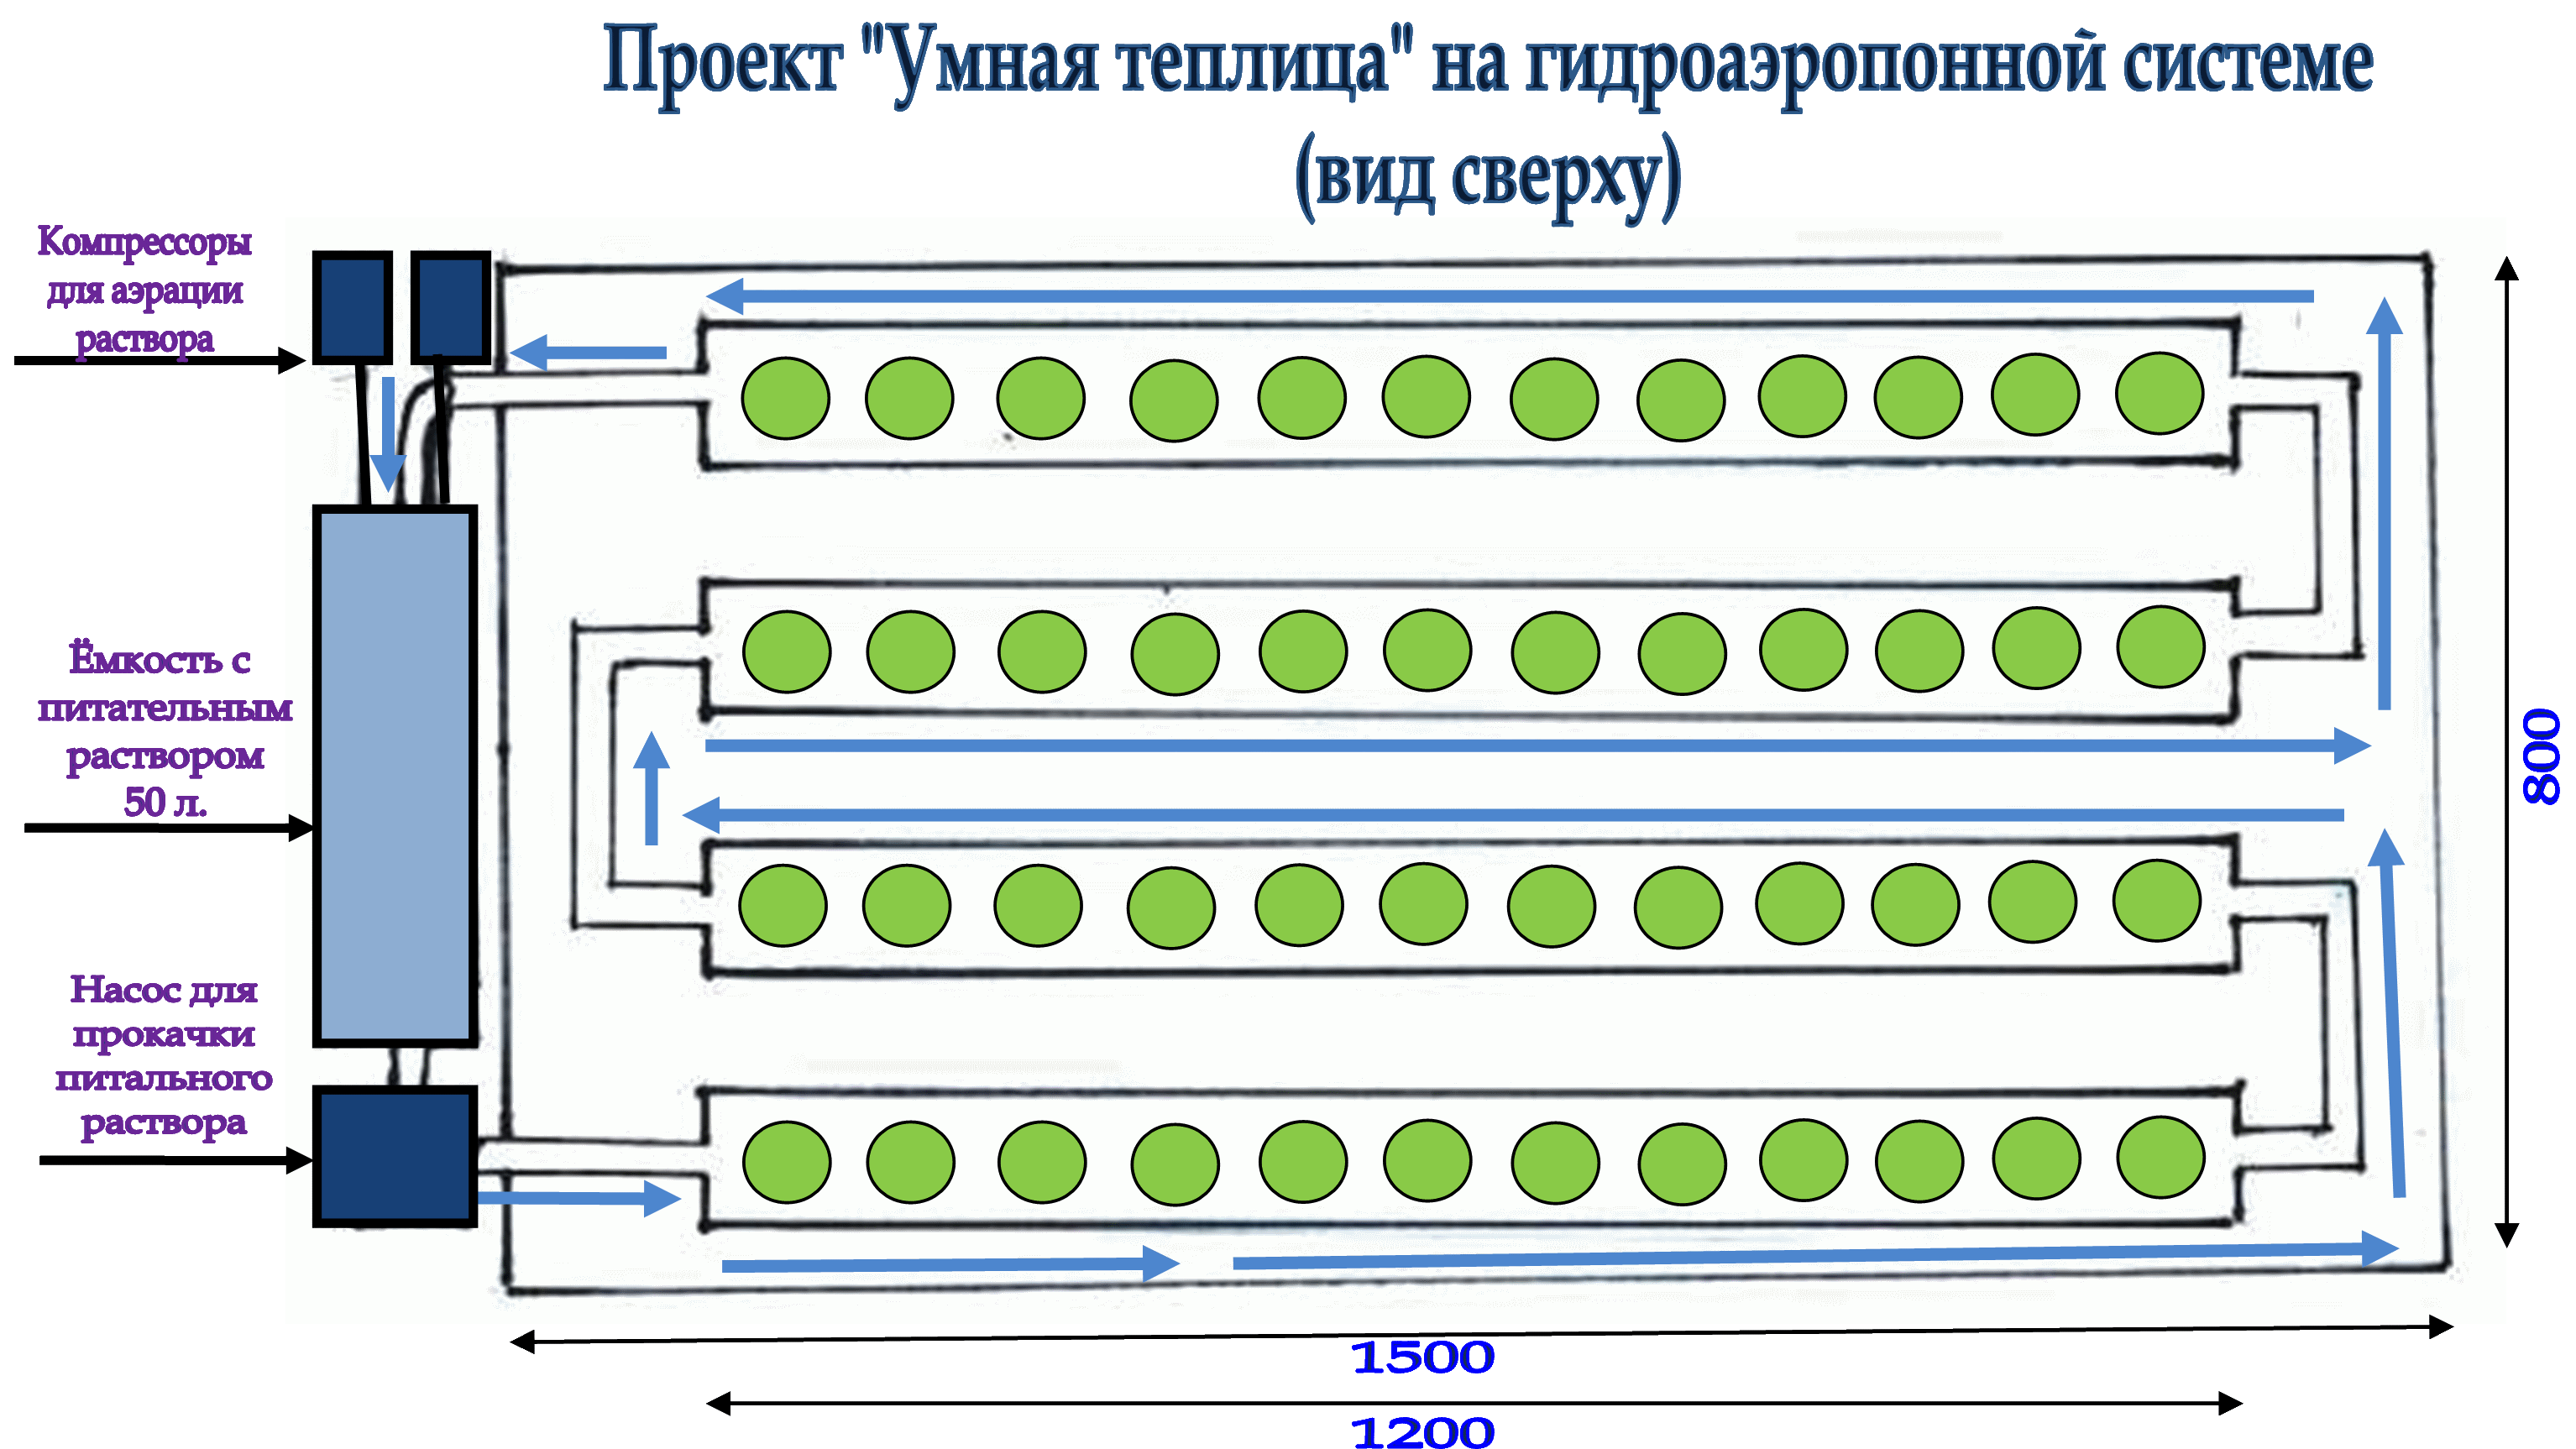 Проект "Умная теплица" на гидроаэропонной системе
(вид сверху)
Компрессоры
для аэрации
раствора
Ёмкость с
питательным
раствором
50 л.
Насос для
прокачки
питального
раствора
800
1500
1200